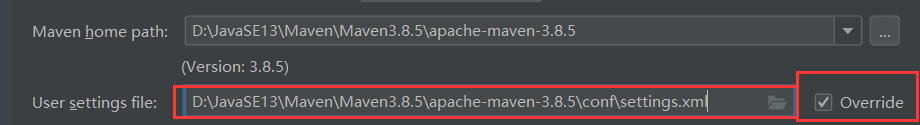 Maven home path: D:\JavaSE13\Maven\Maven3.8.5\apache-maven-3.8.5 ...
(Version: 3.8.5)
User settings file: D:\JavaSE13\Maven\Maven3.8.5\apache-maven-3.8.5\conf\settings.xml Override